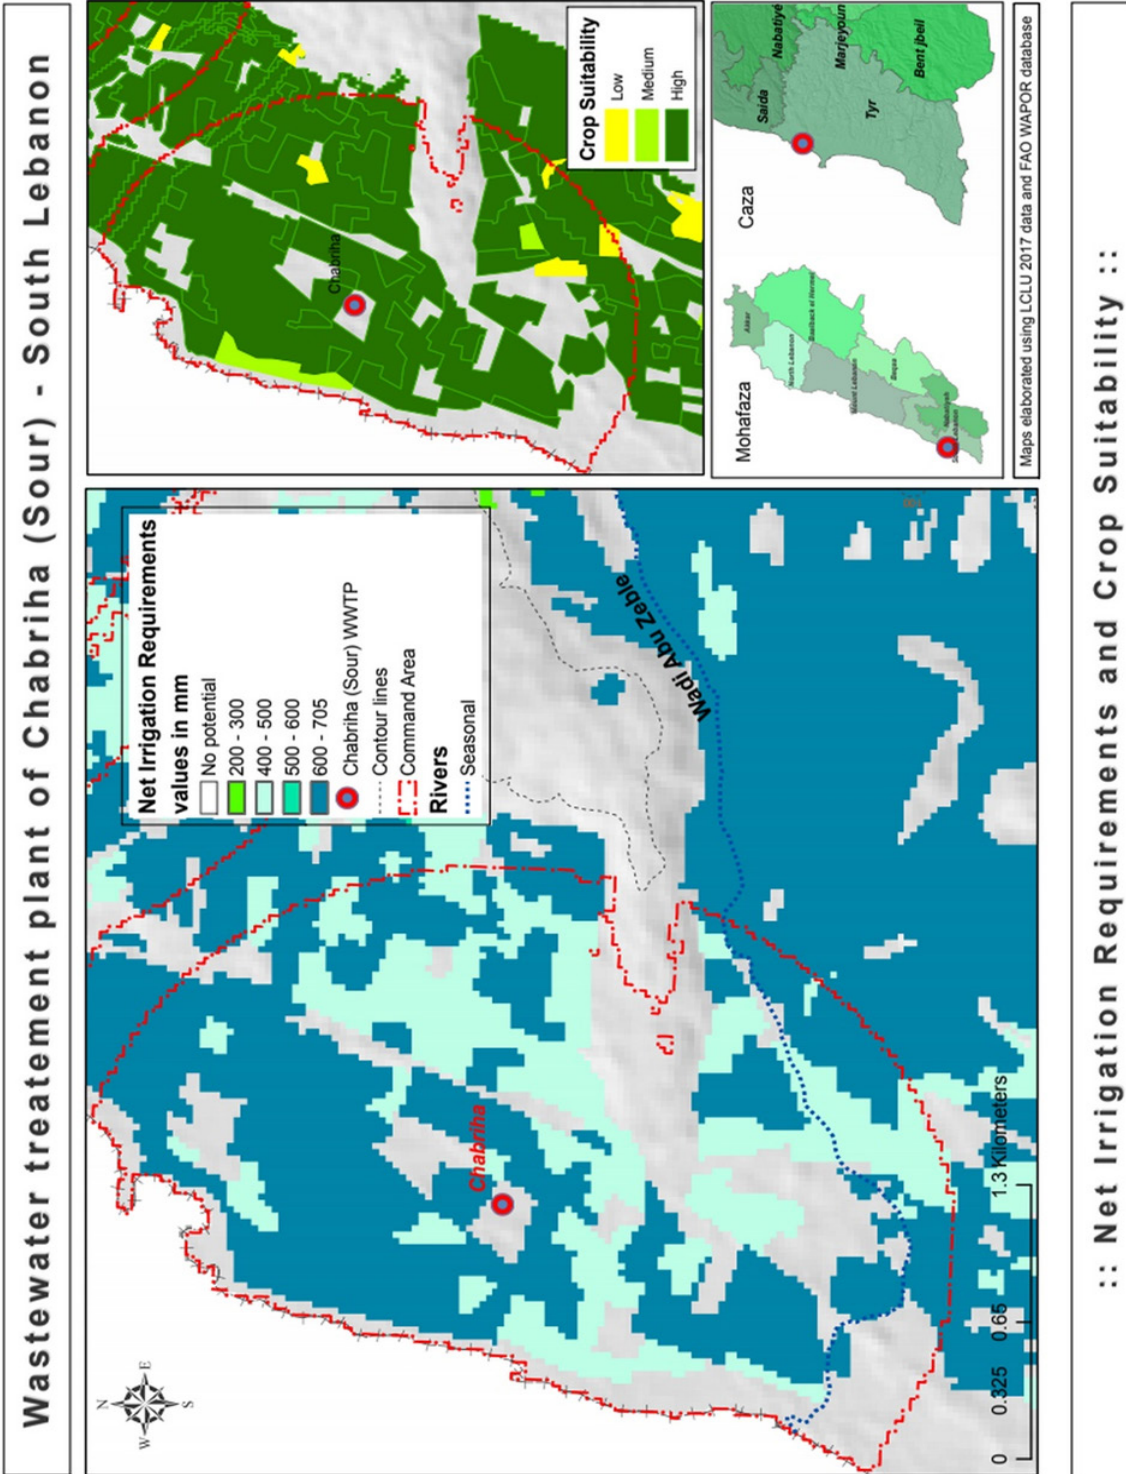 Wastewater treatement plant of Chabriha (Sour) - South Lebanon
N
W
E
S
Net Irrigation Requirements
values in mm
No potential
200 - 300
400 - 500
500 - 600
600 - 705
Chabriha (Sour) WWTP
Contour lines
Command Area
Rivers
Seasonal
Chabriha
Wadi Abu Zeble
0 0.325 0.65 1.3 Kilometers
Chabriha
Crop Suitability
Low
Medium
High
Mohafaza
Akkar
North Lebanon
Baalback el Hermel
Mount Lebanon
Beqaa
Nabatiyeh
Caza
Saida
Nabatiyé
Marjeyoun
Tyr
Bent jbeil
Maps elaborated using LCLU 2017 data and FAO WAPOR database
:: Net Irrigation Requirements and Crop Suitability ::